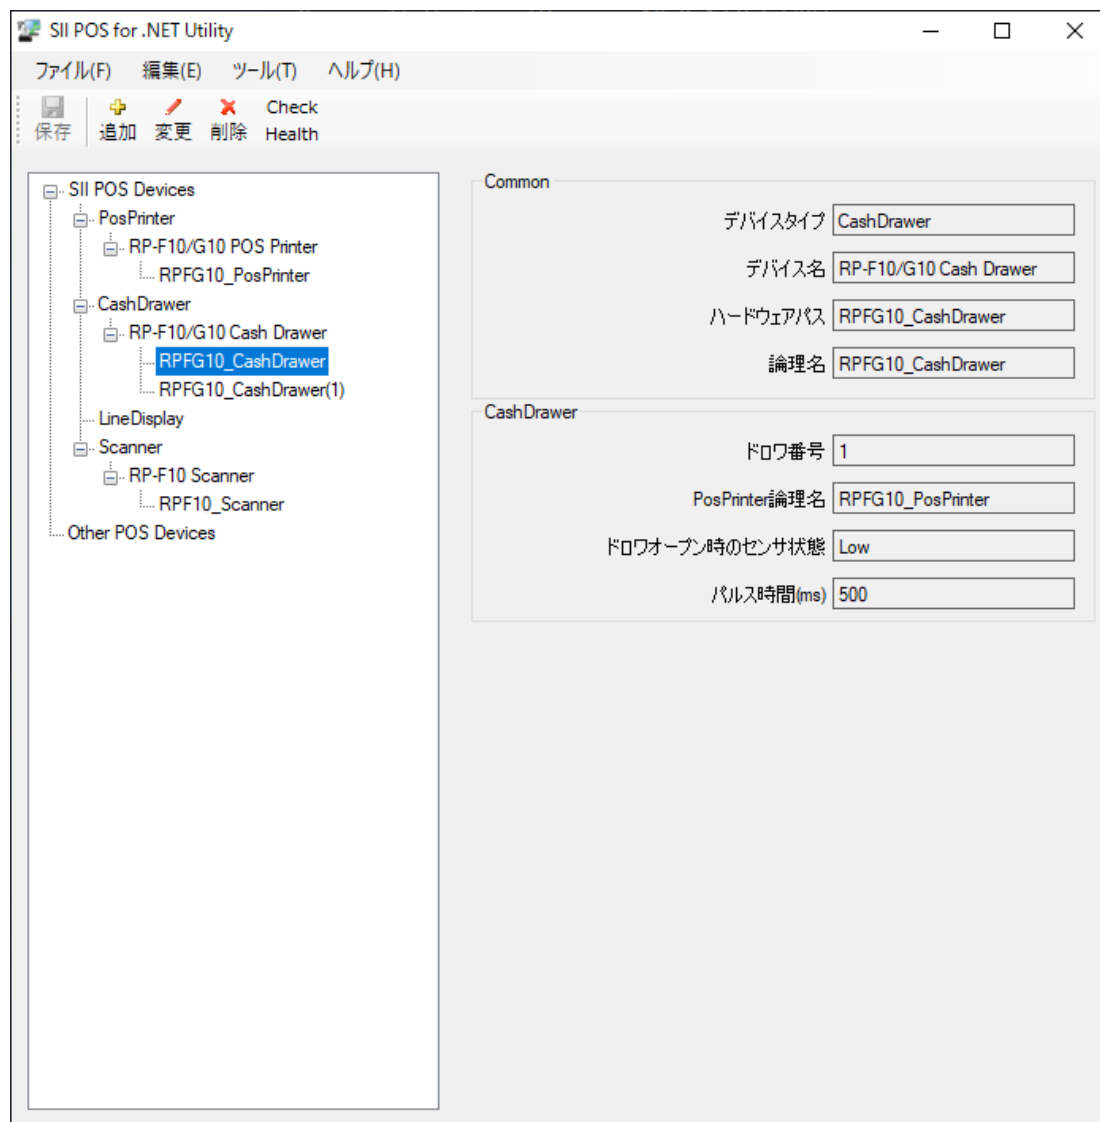 SII POS for .NET Utility
ファイル(F) 編集(E) ツール(T) ヘルプ(H)
保存 追加 変更 削除 Check Health
SII POS Devices
PosPrinter
RP-F10/G10 POS Printer
RPFG10_PosPrinter
CashDrawer
RP-F10/G10 Cash Drawer
RPFG10_CashDrawer
RPFG10_CashDrawer(1)
LineDisplay
Scanner
RP-F10 Scanner
RPF10_Scanner
Other POS Devices
Common
デバイスタイプ CashDrawer
デバイス名 RP-F10/G10 Cash Drawer
ハードウェアパス RPFG10_CashDrawer
論理名 RPFG10_CashDrawer
CashDrawer
ドロワ番号 1
PosPrinter論理名 RPFG10_PosPrinter
ドロワオープン時のセンサ状態 Low
パルス時間(ms) 500